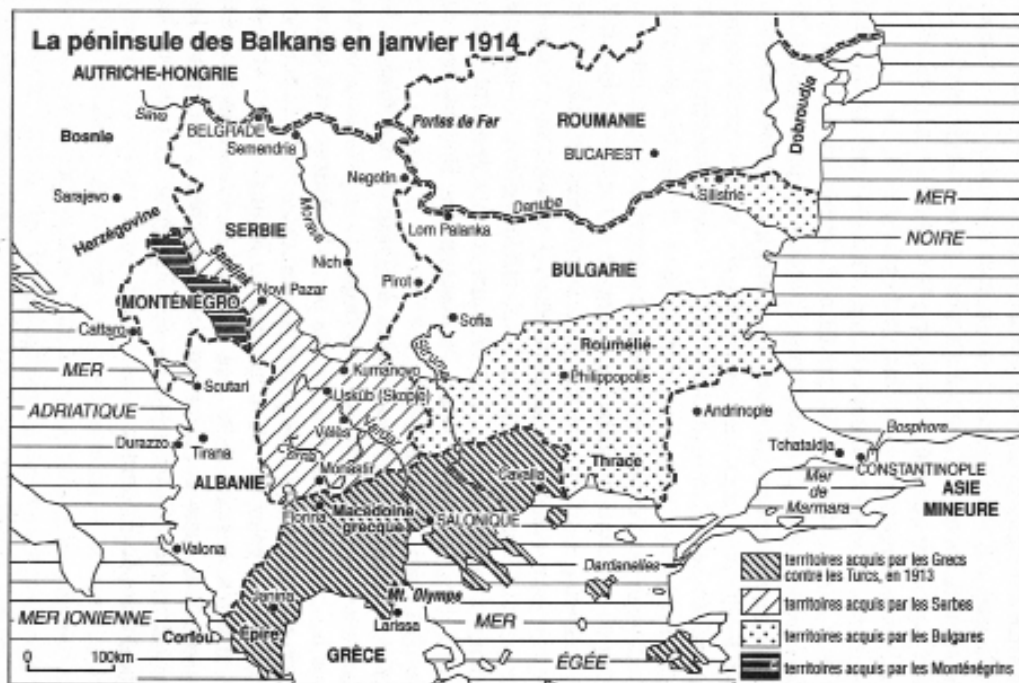 La péninsule des Balkans en janvier 1914
AUTRICHE-HONGRIE
Bosnie
Save
BELGRADE
Semendria
Portes de Fer
ROUMANIE
BUCAREST
Dobroudja
Sarajevo
Negotin
Silistrie
MER
NOIRE
Herzégovine
SERBIE
Morava
Danube
Lom Palanka
Sandjak
Nich
BULGARIE
Novi Pazar
Pirot
MONTÉNÉGRO
Sofia
Cattaro
Struma
Roumélie
MER
ADRIATIQUE
Kumanovo
Scutari
Usküb (Skopje)
Philippopolis
Andrinople
Vélès
Vardar
Durazzo
Tirana
Cerna
Bosphore
Tchataldja
CONSTANTINOPLE
Monastir
Thrace
Cavalla
ALBANIE
Florina
Macédoine
grecque
SALONIQUE
Mer
de
Marmara
ASIE
MINEURE
Valona
Dardanelles
territoires acquis par les Grecs
contre les Turcs, en 1913
Janina
Mt. Olympe
territoires acquis par les Serbes
MER IONIENNE
Corfou
Épire
Larissa
MER
territoires acquis par les Bulgares
0
100km
GRÈCE
ÉGÉE
territoires acquis par les Monténégrins